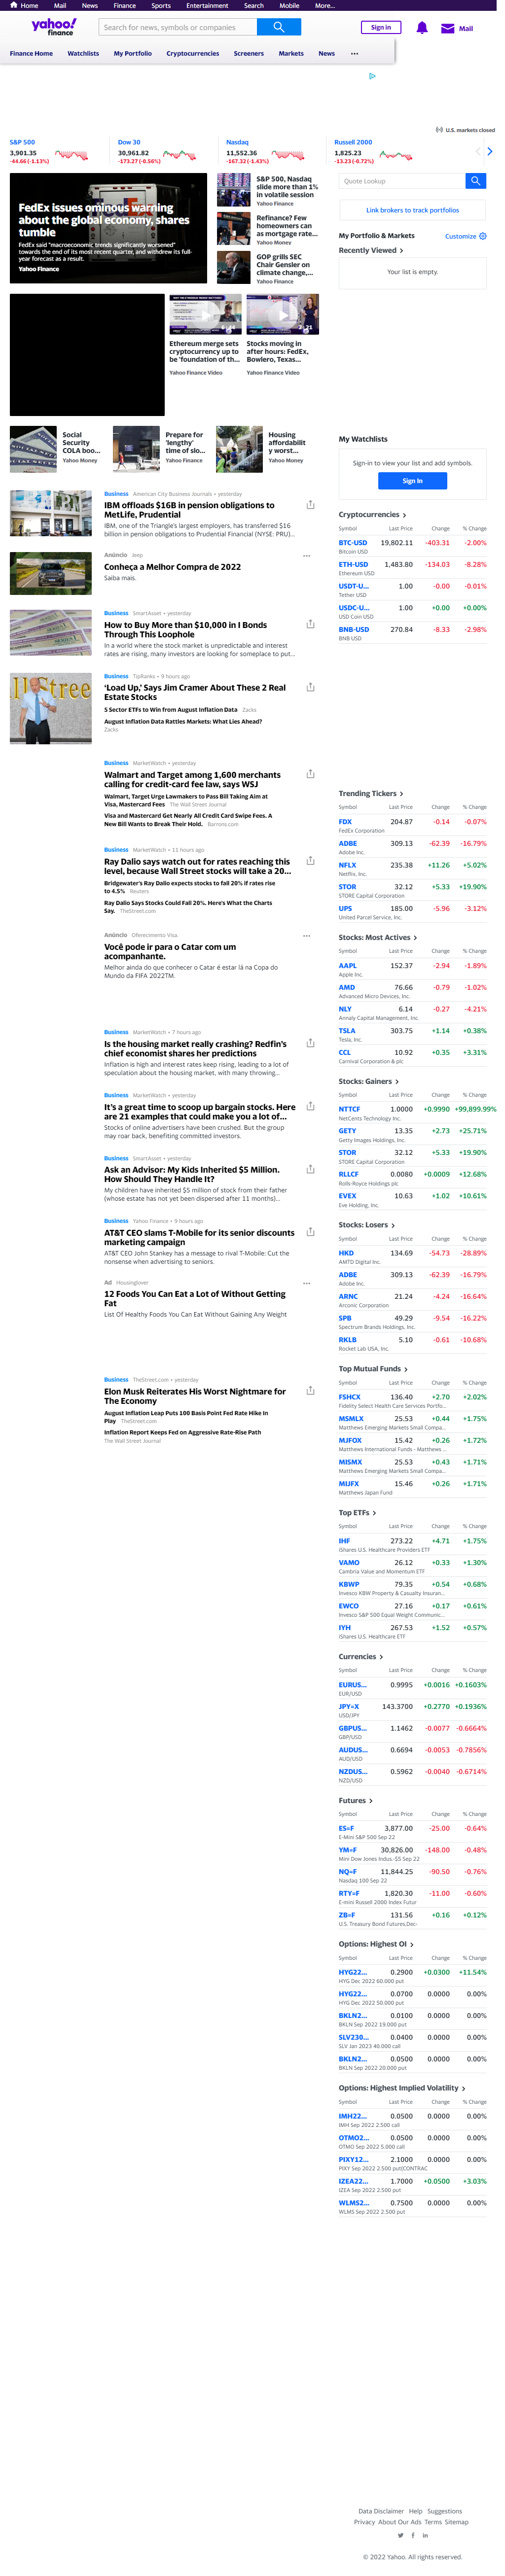 Home Mail News Finance Sports Entertainment Search Mobile More...
yahoo!
finance
Search for news, symbols or companies
Sign in
Mail
Finance Home Watchlists My Portfolio Cryptocurrencies Screeners Markets News
U.S. markets closed
S&P 500
3,901.35
-44.66 (-1.13%)
Dow 30
30,961.82
-173.27 (-0.56%)
Nasdaq
11,552.36
-167.32 (-1.43%)
Russell 2000
1,825.23
-13.23 (-0.72%)
FedEx issues ominous warning
about the global economy, shares
tumble
FedEx said "macroeconomic trends significantly worsened"
towards the end of its most recent quarter, and withdrew its full-
year forecast as a result.
Yahoo Finance
S&P 500, Nasdaq
slide more than 1%
in volatile session
Yahoo Finance
Refinance? Few
homeowners can
as mortgage rate...
Yahoo Money
GOP grills SEC
Chair Gensler on
climate change,...
Yahoo Finance
Ethereum merge sets
cryptocurrency up to
be 'foundation of th...
Yahoo Finance Video
Stocks moving in
after hours: FedEx,
Bowlero, Texas...
Yahoo Finance Video
Social
Security
COLA boo...
Yahoo Money
Prepare for
'lengthy'
time of slo...
Yahoo Finance
Housing
affordabilit
y worst...
Yahoo Money
Business American City Business Journals • yesterday
IBM offloads $16B in pension obligations to
MetLife, Prudential
IBM, one of the Triangle's largest employers, has transferred $16
billion in pension obligations to Prudential Financial (NYSE: PRU)...
Anúncio Jeep
Conheça a Melhor Compra de 2022
Saiba mais.
Business SmartAsset • yesterday
How to Buy More than $10,000 in I Bonds
Through This Loophole
In a world where the stock market is unpredictable and interest
rates are rising, many investors are looking for someplace to put...
Business TipRanks • 9 hours ago
'Load Up,' Says Jim Cramer About These 2 Real
Estate Stocks
5 Sector ETFs to Win from August Inflation Data Zacks
August Inflation Data Rattles Markets: What Lies Ahead?
Zacks
Business MarketWatch • yesterday
Walmart and Target among 1,600 merchants
calling for credit-card fee law, says WSJ
Walmart, Target Urge Lawmakers to Pass Bill Taking Aim at
Visa, Mastercard Fees The Wall Street Journal
Visa and Mastercard Get Nearly All Credit Card Swipe Fees. A
New Bill Wants to Break Their Hold. Barrons.com
Business MarketWatch • 11 hours ago
Ray Dalio says watch out for rates reaching this
level, because Wall Street stocks will take a 20...
Bridgewater's Ray Dalio expects stocks to fall 20% if rates rise
to 4.5% Reuters
Ray Dalio Says Stocks Could Fall 20%. Here's What the Charts
Say. TheStreet.com
Anúncio Oferecimento Visa.
Você pode ir para o Catar com um
acompanhante.
Melhor ainda do que conhecer o Catar é estar lá na Copa do
Mundo da FIFA 2022TM.
Business MarketWatch • 7 hours ago
Is the housing market really crashing? Redfin's
chief economist shares her predictions
Inflation is high and interest rates keep rising, leading to a lot of
speculation about the housing market, with many throwing...
Business MarketWatch • yesterday
It's a great time to scoop up bargain stocks. Here
are 21 examples that could make you a lot of...
Stocks of online advertisers have been crushed. But the group
may roar back, benefiting committed investors.
Business SmartAsset • yesterday
Ask an Advisor: My Kids Inherited $5 Million.
How Should They Handle It?
My children have inherited $5 million of stock from their father
(whose estate has not yet been dispersed after 11 months)...
Business Yahoo Finance • 9 hours ago
AT&T CEO slams T-Mobile for its senior discounts
marketing campaign
AT&T CEO John Stankey has a message to rival T-Mobile: Cut the
nonsense when advertising to seniors.
Ad Housinglover
12 Foods You Can Eat a Lot of Without Getting
Fat
List Of Healthy Foods You Can Eat Without Gaining Any Weight
Business TheStreet.com • yesterday
Elon Musk Reiterates His Worst Nightmare for
The Economy
August Inflation Leap Puts 100 Basis Point Fed Rate Hike In
Play TheStreet.com
Inflation Report Keeps Fed on Aggressive Rate-Rise Path
The Wall Street Journal
Quote Lookup
Link brokers to track portfolios
My Portfolio & Markets Customize
Recently Viewed
Your list is empty.
My Watchlists
Sign-in to view your list and add symbols.
Sign In
Cryptocurrencies
Symbol Last Price Change % Change
BTC-USD 19,802.11 -403.31 -2.00%
Bitcoin USD
ETH-USD 1,483.80 -134.03 -8.28%
Ethereum USD
USDT-U... 1.00 -0.00 -0.01%
Tether USD
USDC-U... 1.00 +0.00 +0.00%
USD Coin USD
BNB-USD 270.84 -8.33 -2.98%
BNB USD
Trending Tickers
Symbol Last Price Change % Change
FDX 204.87 -0.14 -0.07%
FedEx Corporation
ADBE 309.13 -62.39 -16.79%
Adobe Inc.
NFLX 235.38 +11.26 +5.02%
Netflix, Inc.
STOR 32.12 +5.33 +19.90%
STORE Capital Corporation
UPS 185.00 -5.96 -3.12%
United Parcel Service, Inc.
Stocks: Most Actives
Symbol Last Price Change % Change
AAPL 152.37 -2.94 -1.89%
Apple Inc.
AMD 76.66 -0.79 -1.02%
Advanced Micro Devices, Inc.
NLY 6.14 -0.27 -4.21%
Annaly Capital Management, Inc.
TSLA 303.75 +1.14 +0.38%
Tesla, Inc.
CCL 10.92 +0.35 +3.31%
Carnival Corporation & plc
Stocks: Gainers
Symbol Last Price Change % Change
NTTCF 1.0000 +0.9990 +99,899.99%
NetCents Technology Inc.
GETY 13.35 +2.73 +25.71%
Getty Images Holdings, Inc.
STOR 32.12 +5.33 +19.90%
STORE Capital Corporation
RLLCF 0.0080 +0.0009 +12.68%
Rolls-Royce Holdings plc
EVEX 10.63 +1.02 +10.61%
Eve Holding, Inc.
Stocks: Losers
Symbol Last Price Change % Change
HKD 134.69 -54.73 -28.89%
AMTD Digital Inc.
ADBE 309.13 -62.39 -16.79%
Adobe Inc.
ARNC 21.24 -4.24 -16.64%
Arconic Corporation
SPB 49.29 -9.54 -16.22%
Spectrum Brands Holdings, Inc.
RKLB 5.10 -0.61 -10.68%
Rocket Lab USA, Inc.
Top Mutual Funds
Symbol Last Price Change % Change
FSHCX 136.40 +2.70 +2.02%
Fidelity Select Health Care Services Portfo...
MSMLX 25.53 +0.44 +1.75%
Matthews Emerging Markets Small Compa...
MJFOX 15.42 +0.26 +1.72%
Matthews International Funds - Matthews ...
MISMX 25.53 +0.43 +1.71%
Matthews Emerging Markets Small Compa...
MIJFX 15.46 +0.26 +1.71%
Matthews Japan Fund
Top ETFs
Symbol Last Price Change % Change
IHF 273.22 +4.71 +1.75%
iShares U.S. Healthcare Providers ETF
VAMO 26.12 +0.33 +1.30%
Cambria Value and Momentum ETF
KBWP 79.35 +0.54 +0.68%
Invesco KBW Property & Casualty Insuran...
EWCO 27.16 +0.17 +0.61%
Invesco S&P 500 Equal Weight Communic...
IYH 267.53 +1.52 +0.57%
iShares U.S. Healthcare ETF
Currencies
Symbol Last Price Change % Change
EURUS... 0.9995 +0.0016 +0.1603%
EUR/USD
JPY=X 143.3700 +0.2770 +0.1936%
USD/JPY
GBPUS... 1.1462 -0.0077 -0.6664%
GBP/USD
AUDUS... 0.6694 -0.0053 -0.7856%
AUD/USD
NZDUS... 0.5962 -0.0040 -0.6714%
NZD/USD
Futures
Symbol Last Price Change % Change
ES=F 3,877.00 -25.00 -0.64%
E-Mini S&P 500 Sep 22
YM=F 30,826.00 -148.00 -0.48%
Mini Dow Jones Indus.-$5 Sep 22
NQ=F 11,844.25 -90.50 -0.76%
Nasdaq 100 Sep 22
RTY=F 1,820.30 -11.00 -0.60%
E-mini Russell 2000 Index Futur
ZB=F 131.56 +0.16 +0.12%
U.S. Treasury Bond Futures,Dec-
Options: Highest OI
Symbol Last Price Change % Change
HYG22... 0.2900 +0.0300 +11.54%
HYG Dec 2022 60.000 put
HYG22... 0.0700 0.0000 0.00%
HYG Dec 2022 50.000 put
BKLN2... 0.0100 0.0000 0.00%
BKLN Sep 2022 19.000 put
SLV230... 0.0400 0.0000 0.00%
SLV Jan 2023 40.000 call
BKLN2... 0.0500 0.0000 0.00%
BKLN Sep 2022 20.000 put
Options: Highest Implied Volatility
Symbol Last Price Change % Change
IMH22... 0.0500 0.0000 0.00%
IMH Sep 2022 2.500 call
OTMO2... 0.0500 0.0000 0.00%
OTMO Sep 2022 5.000 call
PIXY12... 2.1000 0.0000 0.00%
PIXY Sep 2022 2.500 put(CONTRAC
IZEA22... 1.7000 +0.0500 +3.03%
IZEA Sep 2022 2.500 put
WLMS2... 0.7500 0.0000 0.00%
WLMS Sep 2022 2.500 put
Data Disclaimer Help Suggestions
Privacy About Our Ads Terms Sitemap
© 2022 Yahoo. All rights reserved.